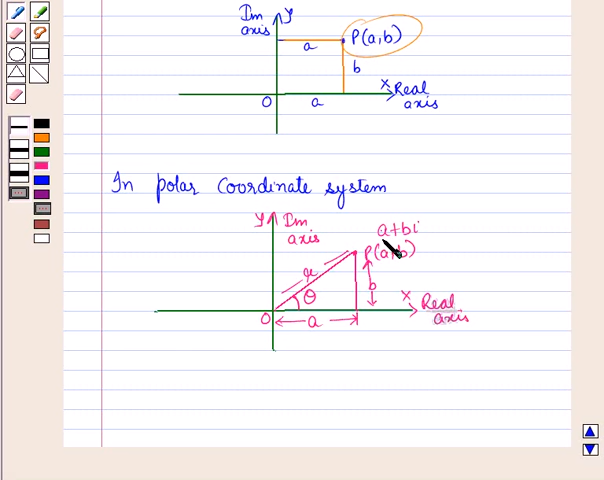 Im Y
axis
P(a,b)
a
b
X Real
axis
O a
In polar coordinate system
Y Im
axis
a+bi
P(a,b)
r
θ
b
X Real
axis
O a